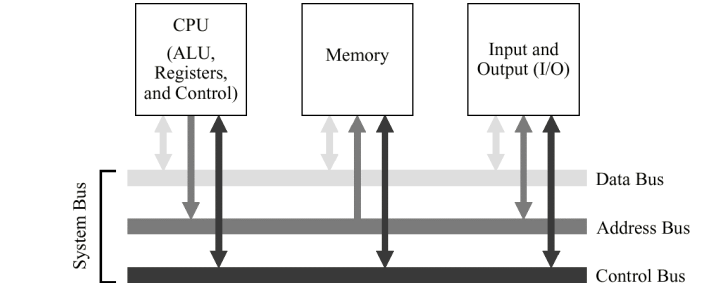 CPU
(ALU,
Registers,
and Control)
Memory
Input and
Output (I/O)
System Bus
Data Bus
Address Bus
Control Bus